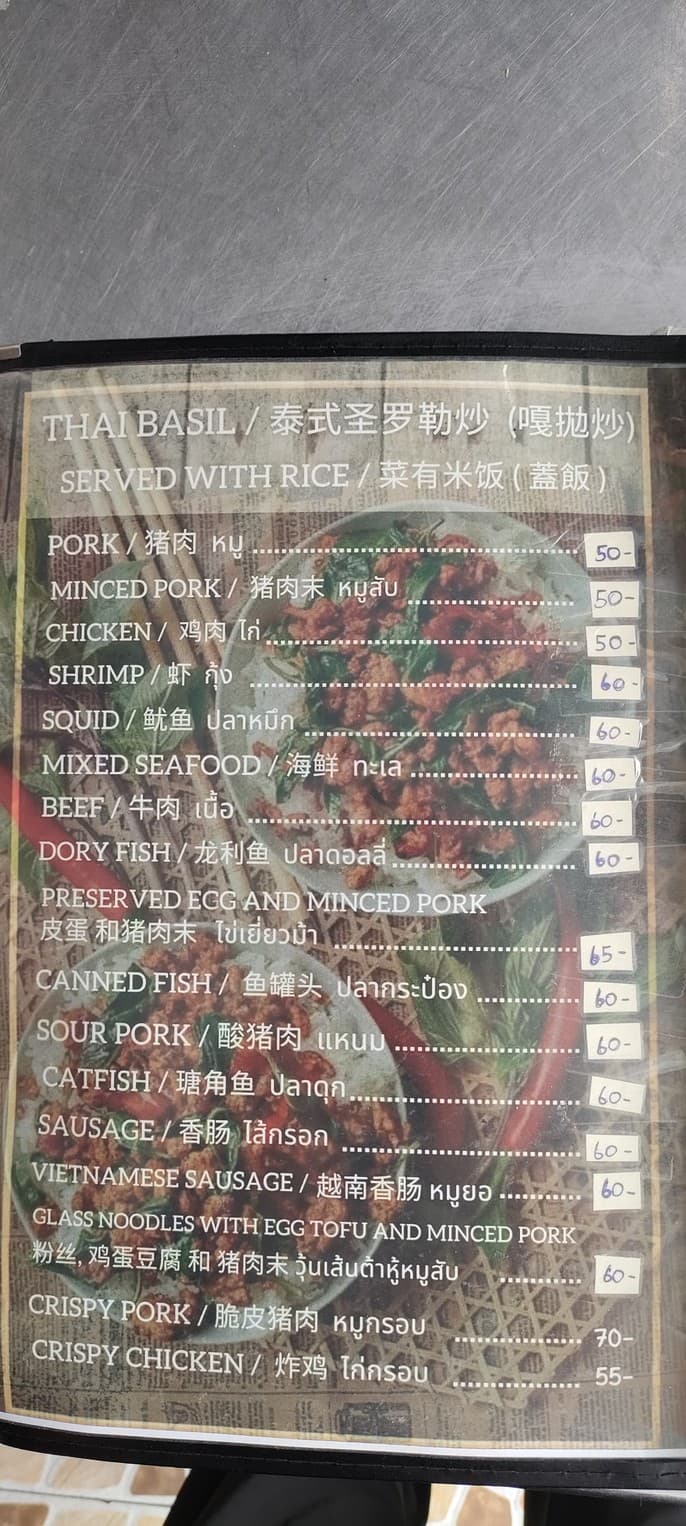 THAI BASIL / 泰式圣罗勒炒 (嘎拋炒)
SERVED WITH RICE / 菜有米饭 ( 蓋飯 )
PORK / 猪肉 หมู 50-
MINCED PORK / 猪肉末 หมูสับ 50-
CHICKEN / 鸡肉 ไก่ 50-
SHRIMP / 虾 กุ้ง 60-
SQUID / 鱿鱼 ปลาหมึก 60-
MIXED SEAFOOD / 海鲜 ทะเล 60-
BEEF / 牛肉 เนื้อ 60-
DORY FISH / 龙利鱼 ปลาดอลลี่ 60-
PRESERVED EGG AND MINCED PORK
皮蛋 和猪肉末 ไข่เยี่ยวม้า 65-
CANNED FISH / 鱼罐头 ปลากระป๋อง 60-
SOUR PORK / 酸猪肉 แหนม 60-
CATFISH / 瑭角鱼 ปลาดุก 60-
SAUSAGE / 香肠 ไส้กรอก 60-
VIETNAMESE SAUSAGE / 越南香肠 หมูยอ 60-
GLASS NOODLES WITH EGG TOFU AND MINCED PORK
粉丝, 鸡蛋豆腐 和 猪肉末 วุ้นเส้นต้าหู้หมูสับ 60-
CRISPY PORK / 脆皮猪肉 หมูกรอบ 70-
CRISPY CHICKEN / 炸鸡 ไก่กรอบ 55-